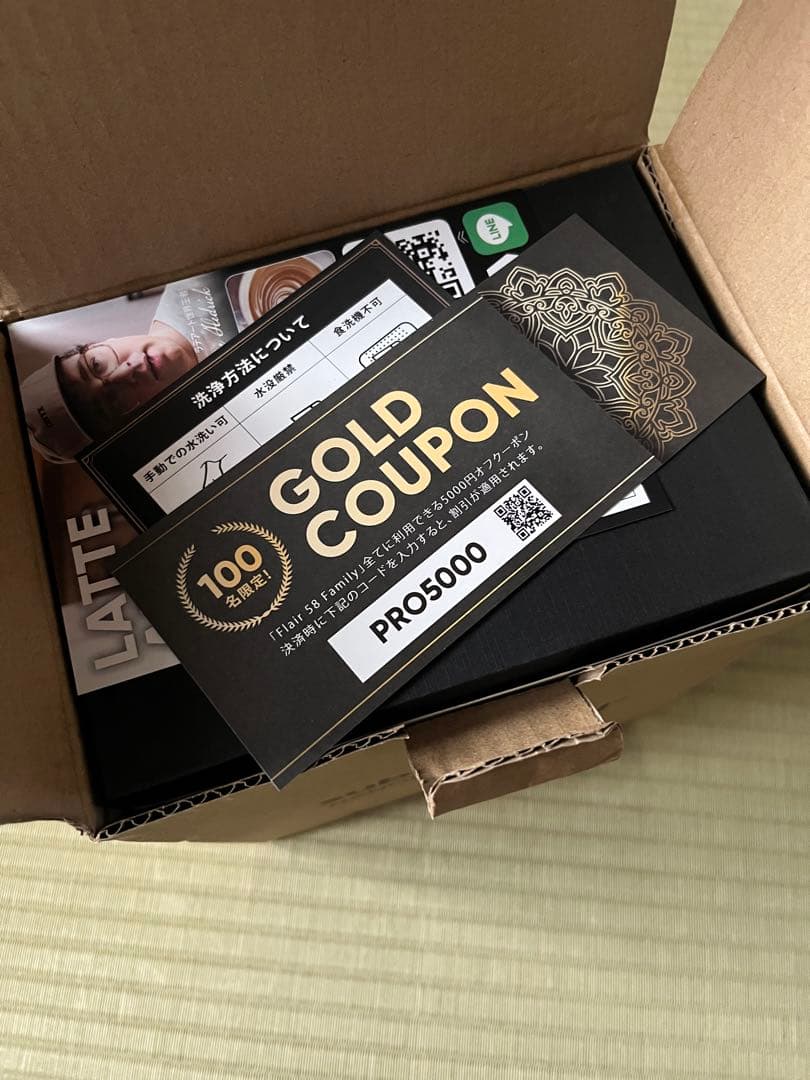 LINE
洗浄方法について
手動での水洗い可
水没厳禁
食洗機不可
GOLD
COUPON
100
名限定!
「Flair 58 Family」全てに利用できる5000円オフクーポン
決済時に下記のコードを入力すると、割引が適用されます。
PRO5000
LATTE